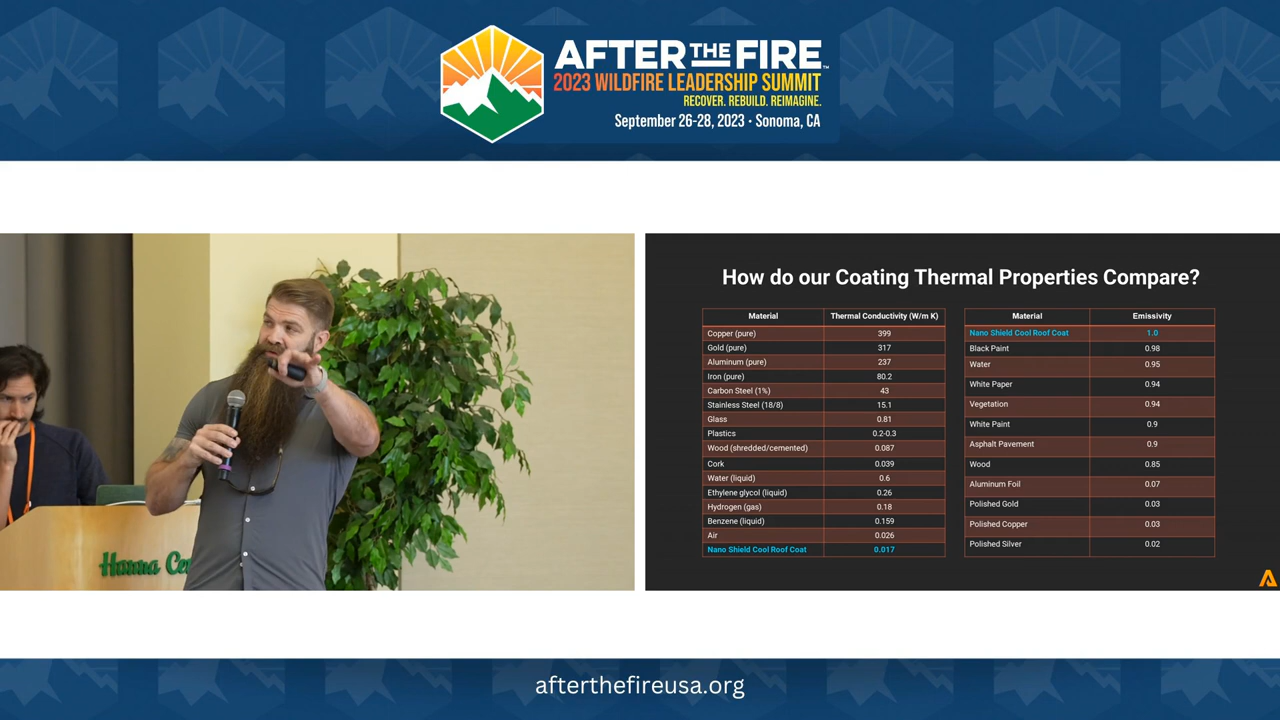 AFTER THE FIRE™
2023 WILDFIRE LEADERSHIP SUMMIT
RECOVER. REBUILD. REIMAGINE.
September 26-28, 2023 • Sonoma, CA
Hanna Cen
How do our Coating Thermal Properties Compare?
Material Thermal Conductivity (W/m K)
Copper (pure) 399
Gold (pure) 317
Aluminum (pure) 237
Iron (pure) 80.2
Carbon Steel (1%) 43
Stainless Steel (18/8) 15.1
Glass 0.81
Plastics 0.2-0.3
Wood (shredded/cemented) 0.087
Cork 0.039
Water (liquid) 0.6
Ethylene glycol (liquid) 0.26
Hydrogen (gas) 0.18
Benzene (liquid) 0.159
Air 0.026
Nano Shield Cool Roof Coat 0.017
Material Emissivity
Nano Shield Cool Roof Coat 1.0
Black Paint 0.98
Water 0.95
White Paper 0.94
Vegetation 0.94
White Paint 0.9
Asphalt Pavement 0.9
Wood 0.85
Aluminum Foil 0.07
Polished Gold 0.03
Polished Copper 0.03
Polished Silver 0.02
afterthefireusa.org